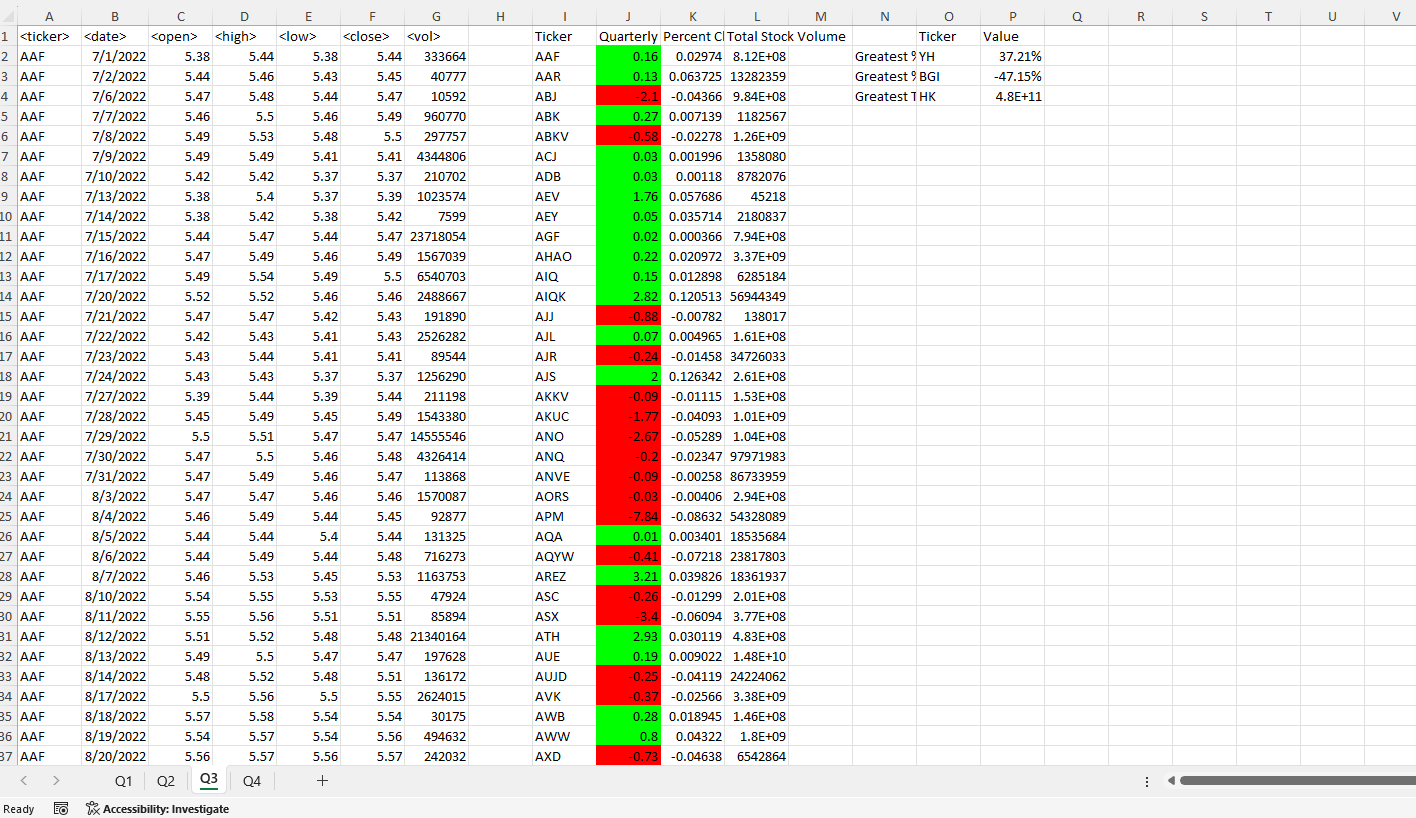 A B C D E F G H I J K L M N O P Q R S T U V
1 <ticker> <date> <open> <high> <low> <close> <vol> Ticker Quarterly Percent Cl Total Stock Volume Ticker Value
2 AAF 7/1/2022 5.38 5.44 5.38 5.44 333664 AAF 0.16 0.02974 8.12E+08 Greatest % YH 37.21%
3 AAF 7/2/2022 5.44 5.46 5.43 5.45 40777 AAR 0.13 0.063725 13282359 Greatest % BGI -47.15%
4 AAF 7/6/2022 5.47 5.48 5.44 5.47 10592 ABJ -2.1 -0.04366 9.84E+08 Greatest T HK 4.8E+11
5 AAF 7/7/2022 5.46 5.5 5.46 5.49 960770 ABK 0.27 0.007139 1182567
6 AAF 7/8/2022 5.49 5.53 5.48 5.5 297757 ABKV -0.58 -0.02278 1.26E+09
7 AAF 7/9/2022 5.49 5.49 5.41 5.41 4344806 ACJ 0.03 0.001996 1358080
8 AAF 7/10/2022 5.42 5.42 5.37 5.37 210702 ADB 0.03 0.00118 8782076
9 AAF 7/13/2022 5.38 5.4 5.37 5.39 1023574 AEV 1.76 0.057686 45218
10 AAF 7/14/2022 5.38 5.42 5.38 5.42 7599 AEY 0.05 0.035714 2180837
11 AAF 7/15/2022 5.44 5.47 5.44 5.47 23718054 AGF 0.02 0.000366 7.94E+08
12 AAF 7/16/2022 5.47 5.49 5.46 5.49 1567039 AHAO 0.22 0.020972 3.37E+09
13 AAF 7/17/2022 5.49 5.54 5.49 5.5 6540703 AIQ 0.15 0.012898 6285184
14 AAF 7/20/2022 5.52 5.52 5.46 5.46 2488667 AIQK 2.82 0.120513 56944349
15 AAF 7/21/2022 5.47 5.47 5.42 5.43 191890 AJJ -0.88 -0.00782 138017
16 AAF 7/22/2022 5.42 5.43 5.41 5.43 2526282 AJL 0.07 0.004965 1.61E+08
17 AAF 7/23/2022 5.43 5.44 5.41 5.41 89544 AJR -0.24 -0.01458 34726033
18 AAF 7/24/2022 5.43 5.43 5.37 5.37 1256290 AJS 2 0.126342 2.61E+08
19 AAF 7/27/2022 5.39 5.44 5.39 5.44 211198 AKKV -0.09 -0.01115 1.53E+08
20 AAF 7/28/2022 5.45 5.49 5.45 5.49 1543380 AKUC -1.77 -0.04093 1.01E+09
21 AAF 7/29/2022 5.5 5.51 5.47 5.47 14555546 ANO -2.67 -0.05289 1.04E+08
22 AAF 7/30/2022 5.47 5.5 5.46 5.48 4326414 ANQ -0.2 -0.02347 97971983
23 AAF 7/31/2022 5.47 5.49 5.46 5.47 113868 ANVE -0.09 -0.00258 86733959
24 AAF 8/3/2022 5.47 5.47 5.46 5.46 1570087 AORS -0.03 -0.00406 2.94E+08
25 AAF 8/4/2022 5.46 5.49 5.44 5.45 92877 APM -7.84 -0.08632 54328089
26 AAF 8/5/2022 5.44 5.44 5.4 5.44 131325 AQA 0.01 0.003401 18535684
27 AAF 8/6/2022 5.44 5.49 5.44 5.48 716273 AQYW -0.41 -0.07218 23817803
28 AAF 8/7/2022 5.46 5.53 5.45 5.53 1163753 AREZ 3.21 0.039826 18361937
29 AAF 8/10/2022 5.54 5.55 5.53 5.55 47924 ASC -0.26 -0.01299 2.01E+08
30 AAF 8/11/2022 5.55 5.56 5.51 5.51 85894 ASX -3.4 -0.06094 3.77E+08
31 AAF 8/12/2022 5.51 5.52 5.48 5.48 21340164 ATH 2.93 0.030119 4.83E+08
32 AAF 8/13/2022 5.49 5.5 5.47 5.47 197628 AUE 0.19 0.009022 1.48E+10
33 AAF 8/14/2022 5.48 5.52 5.48 5.51 136172 AUJD -0.25 -0.04119 24224062
34 AAF 8/17/2022 5.5 5.56 5.5 5.55 2624015 AVK -0.37 -0.02566 3.38E+09
35 AAF 8/18/2022 5.57 5.58 5.54 5.54 30175 AWB 0.28 0.018945 1.46E+08
36 AAF 8/19/2022 5.54 5.57 5.54 5.56 494632 AWW 0.8 0.04322 1.8E+09
37 AAF 8/20/2022 5.56 5.57 5.56 5.57 242032 AXD -0.73 -0.04638 6542864
Q1 Q2 Q3 Q4 +
Ready Accessibility: Investigate